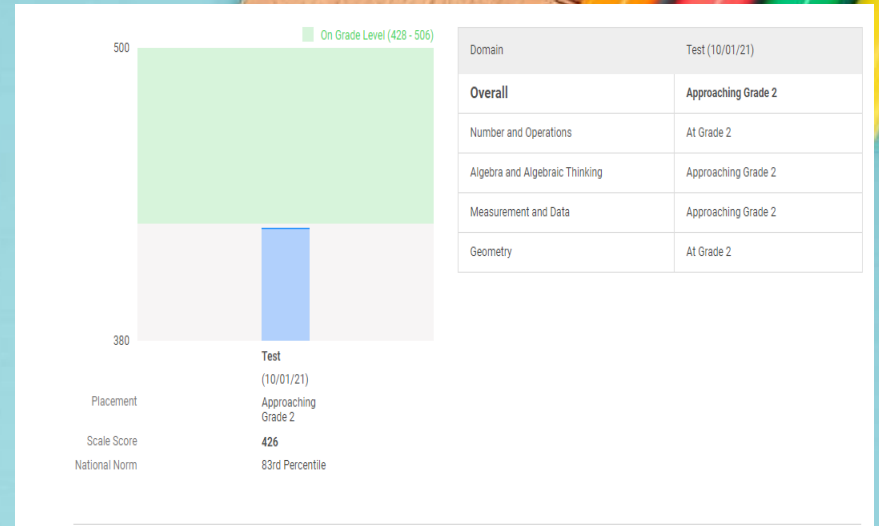 On Grade Level (428 - 506)
500
380
Test
(10/01/21)
Placement Approaching
Grade 2
Scale Score 426
National Norm 83rd Percentile
Domain Test (10/01/21)
Overall Approaching Grade 2
Number and Operations At Grade 2
Algebra and Algebraic Thinking Approaching Grade 2
Measurement and Data Approaching Grade 2
Geometry At Grade 2